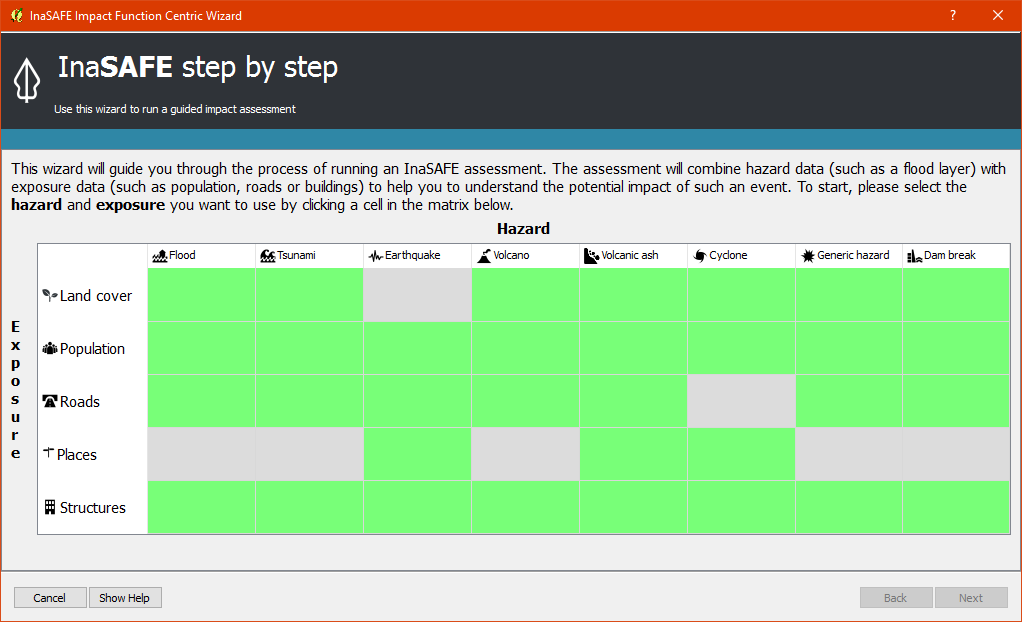 InaSAFE Impact Function Centric Wizard
?
InaSAFE step by step
Use this wizard to run a guided impact assessment
This wizard will guide you through the process of running an InaSAFE assessment. The assessment will combine hazard data (such as a flood layer) with
exposure data (such as population, roads or buildings) to help you to understand the potential impact of such an event. To start, please select the
hazard and exposure you want to use by clicking a cell in the matrix below.
Hazard
Flood Tsunami Earthquake Volcano Volcanic ash Cyclone Generic hazard Dam break
Exposure
Land cover
Population
Roads
Places
Structures
Cancel Show Help Back Next